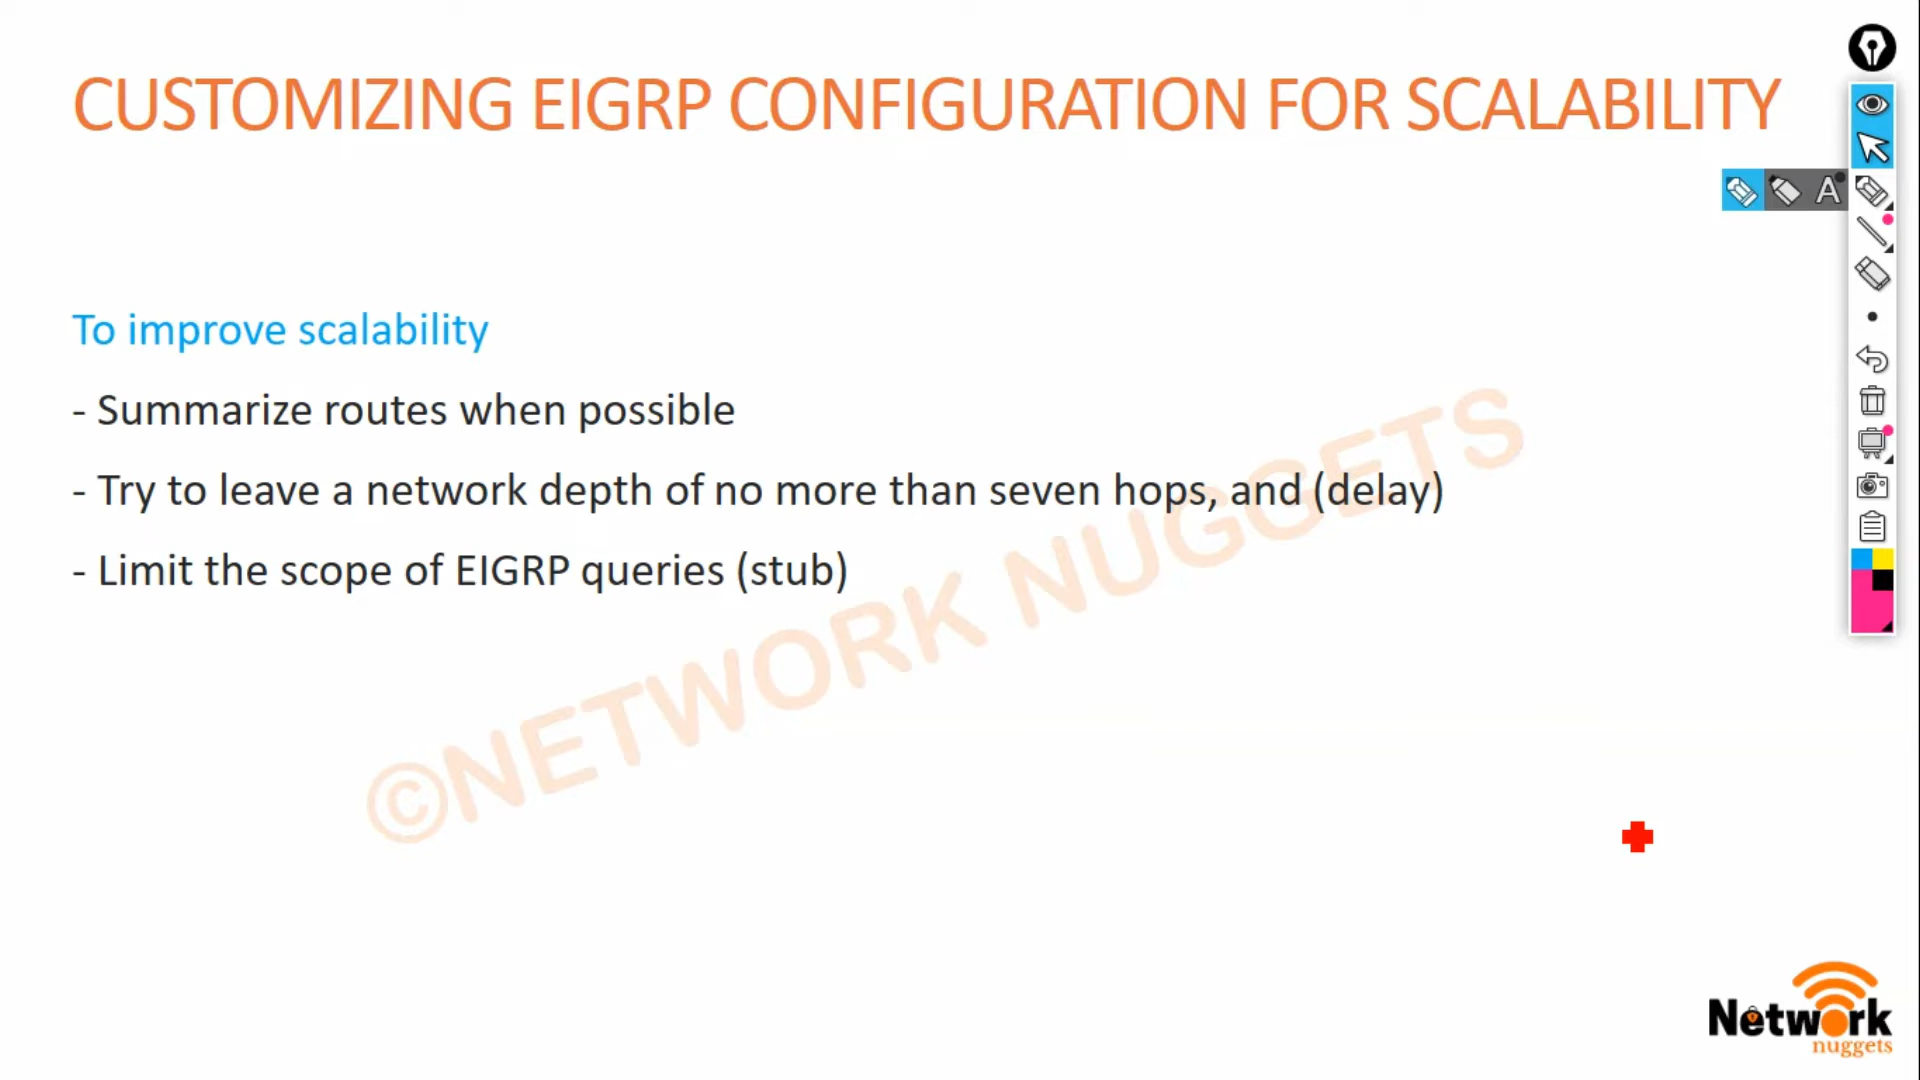 CUSTOMIZING EIGRP CONFIGURATION FOR SCALABILITY
A
To improve scalability
- Summarize routes when possible
- Try to leave a network depth of no more than seven hops, and (delay)
- Limit the scope of EIGRP queries (stub)
©NETWORK NUGGETS
Network
nuggets